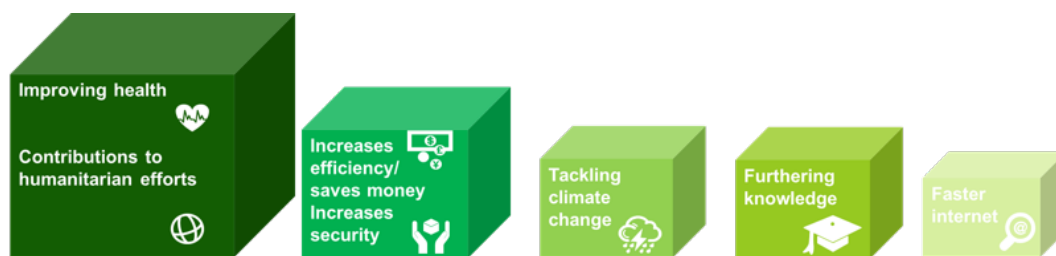 Improving health
Contributions to
humanitarian efforts
Increases
efficiency/
saves money
Increases
security
$
£
¥
Tackling
climate
change
Furthering
knowledge
Faster
internet
@